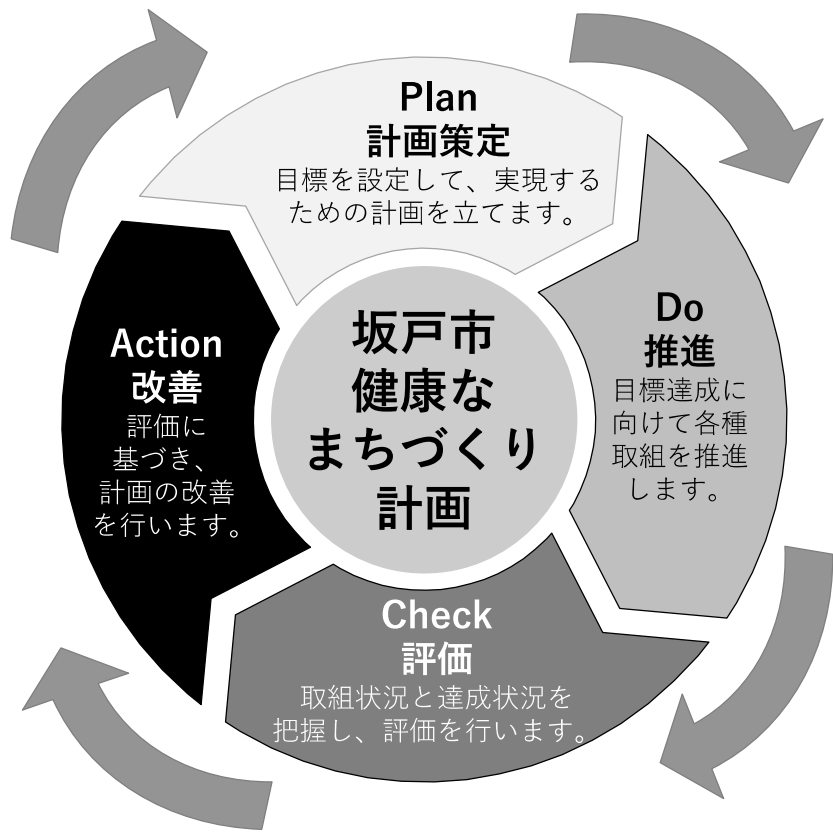 Plan
計画策定
目標を設定して、実現する
ための計画を立てます。
Do
推進
目標達成に
向けて各種
取組を推進
します。
Check
評価
取組状況と達成状況を
把握し、評価を行います。
Action
改善
評価に
基づき、
計画の改善
を行います。
坂戸市
健康な
まちづくり
計画